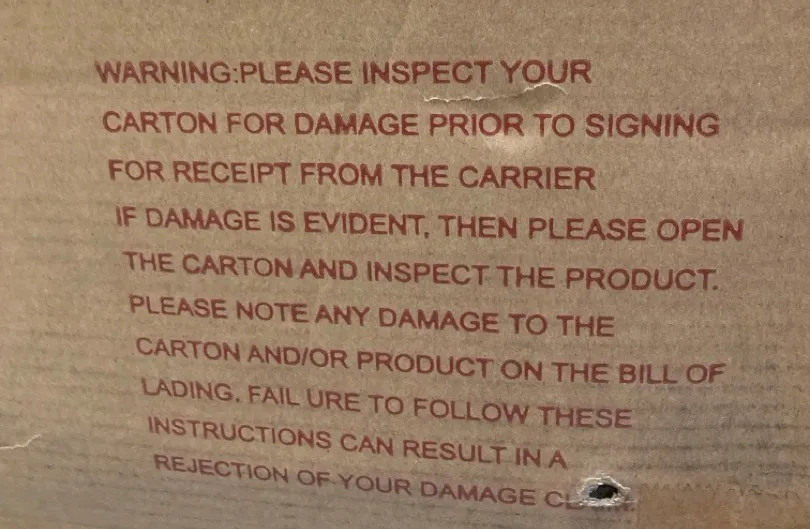 WARNING:PLEASE INSPECT YOUR
CARTON FOR DAMAGE PRIOR TO SIGNING
FOR RECEIPT FROM THE CARRIER
IF DAMAGE IS EVIDENT, THEN PLEASE OPEN
THE CARTON AND INSPECT THE PRODUCT.
PLEASE NOTE ANY DAMAGE TO THE
CARTON AND/OR PRODUCT ON THE BILL OF
LADING. FAIL URE TO FOLLOW THESE
INSTRUCTIONS CAN RESULT IN A
REJECTION OF YOUR DAMAGE